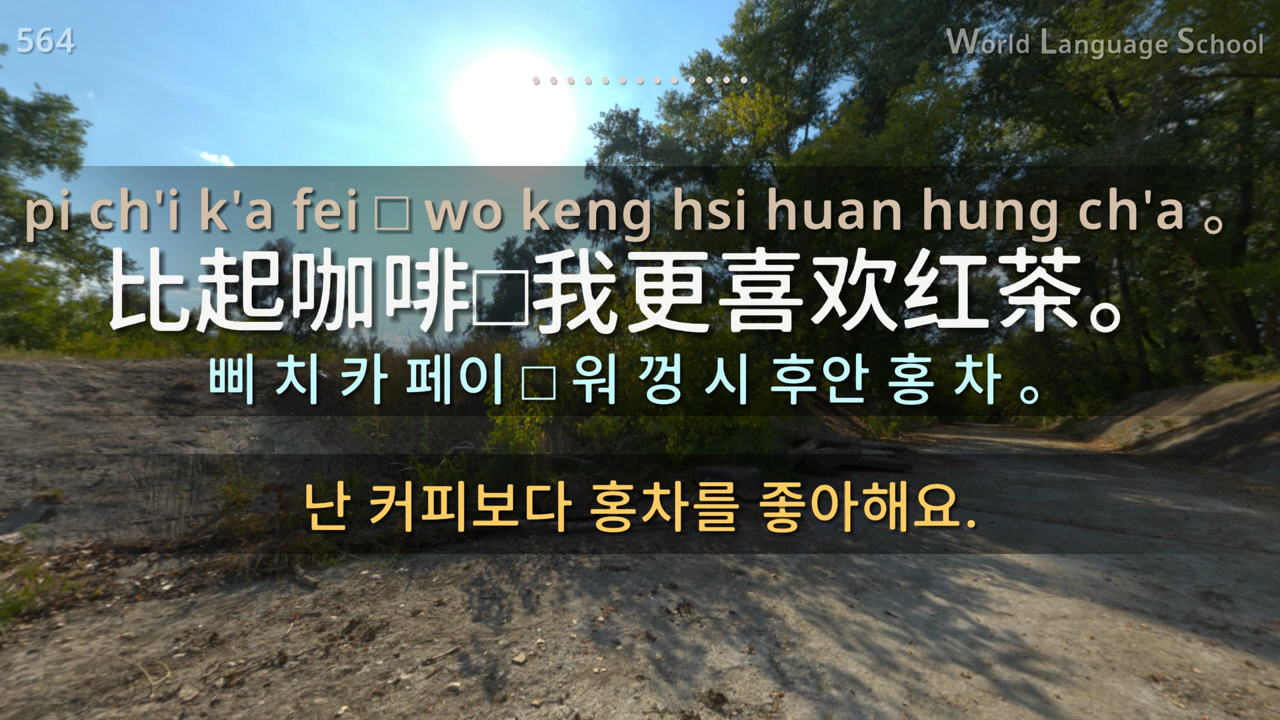 564
World Language School
pi ch'i k'a fei □ wo keng hsi huan hung ch'a 。
比起咖啡□我更喜欢红茶。
삐 치 카 페이 □ 워 껑 시 후안 홍 차 。
난 커피보다 홍차를 좋아해요.